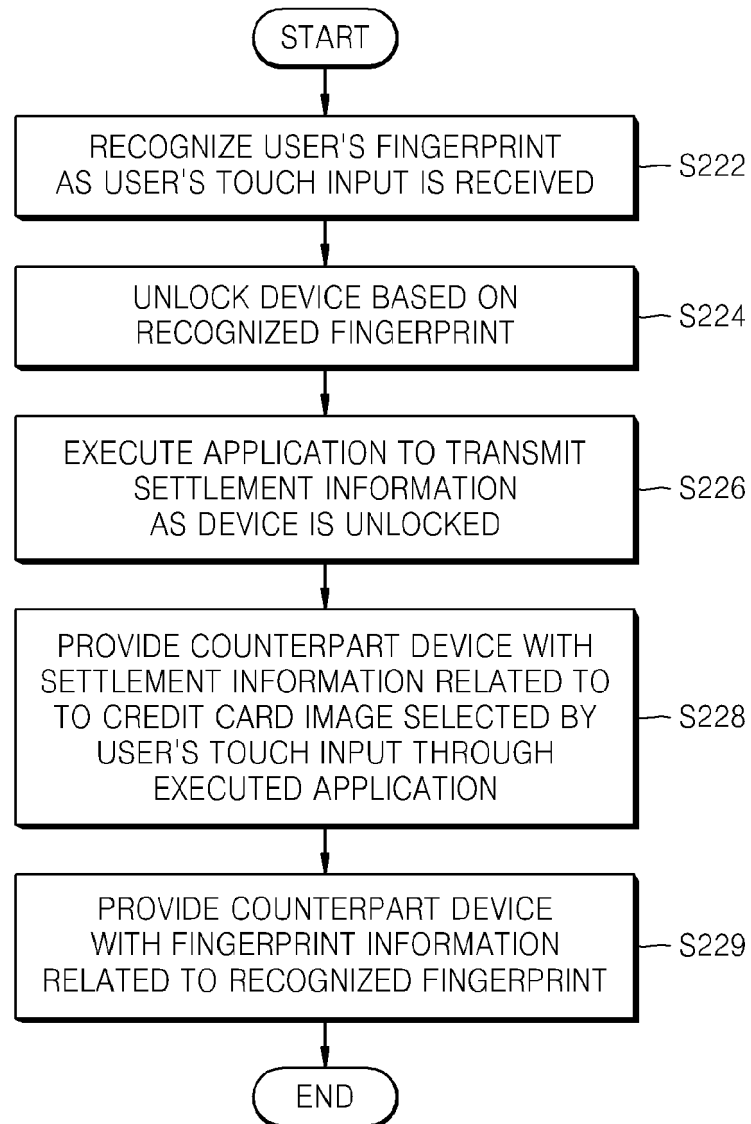 START
RECOGNIZE USER'S FINGERPRINT
AS USER'S TOUCH INPUT IS RECEIVED
S222
UNLOCK DEVICE BASED ON
RECOGNIZED FINGERPRINT
S224
EXECUTE APPLICATION TO TRANSMIT
SETTLEMENT INFORMATION
AS DEVICE IS UNLOCKED
S226
PROVIDE COUNTERPART DEVICE WITH
SETTLEMENT INFORMATION RELATED TO
TO CREDIT CARD IMAGE SELECTED BY
USER'S TOUCH INPUT THROUGH
EXECUTED APPLICATION
S228
PROVIDE COUNTERPART DEVICE
WITH FINGERPRINT INFORMATION
RELATED TO RECOGNIZED FINGERPRINT
S229
END